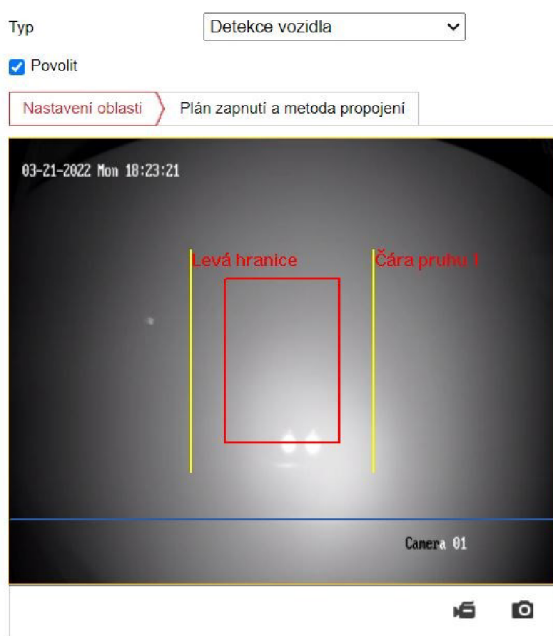 Typ
Detekce vozidla
Povolit
Nastavení oblasti
Plán zapnutí a metoda propojení
03-21-2022 Mon 18:23:21
Levá hranice
Čára pruhu 1
Camera 01